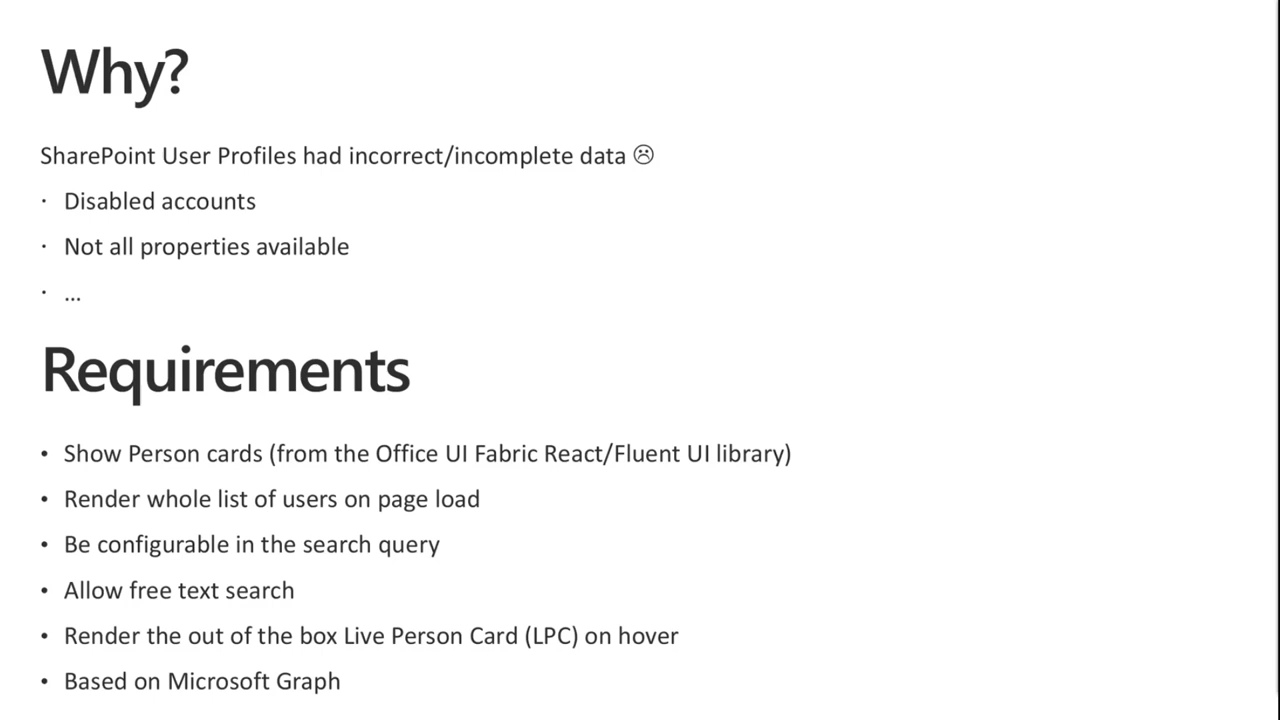 Why?
SharePoint User Profiles had incorrect/incomplete data ☹
· Disabled accounts
· Not all properties available
· ...
Requirements
• Show Person cards (from the Office UI Fabric React/Fluent UI library)
• Render whole list of users on page load
• Be configurable in the search query
• Allow free text search
• Render the out of the box Live Person Card (LPC) on hover
• Based on Microsoft Graph